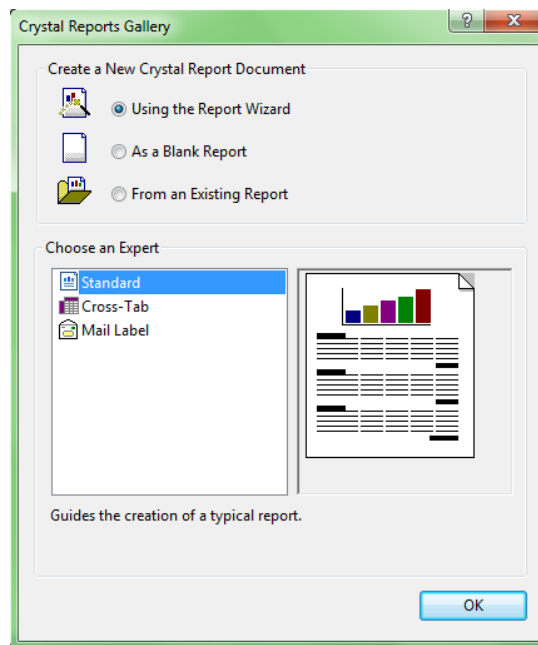 Crystal Reports Gallery
Create a New Crystal Report Document
Using the Report Wizard
As a Blank Report
From an Existing Report
Choose an Expert
Standard
Cross-Tab
Mail Label
Guides the creation of a typical report.
OK